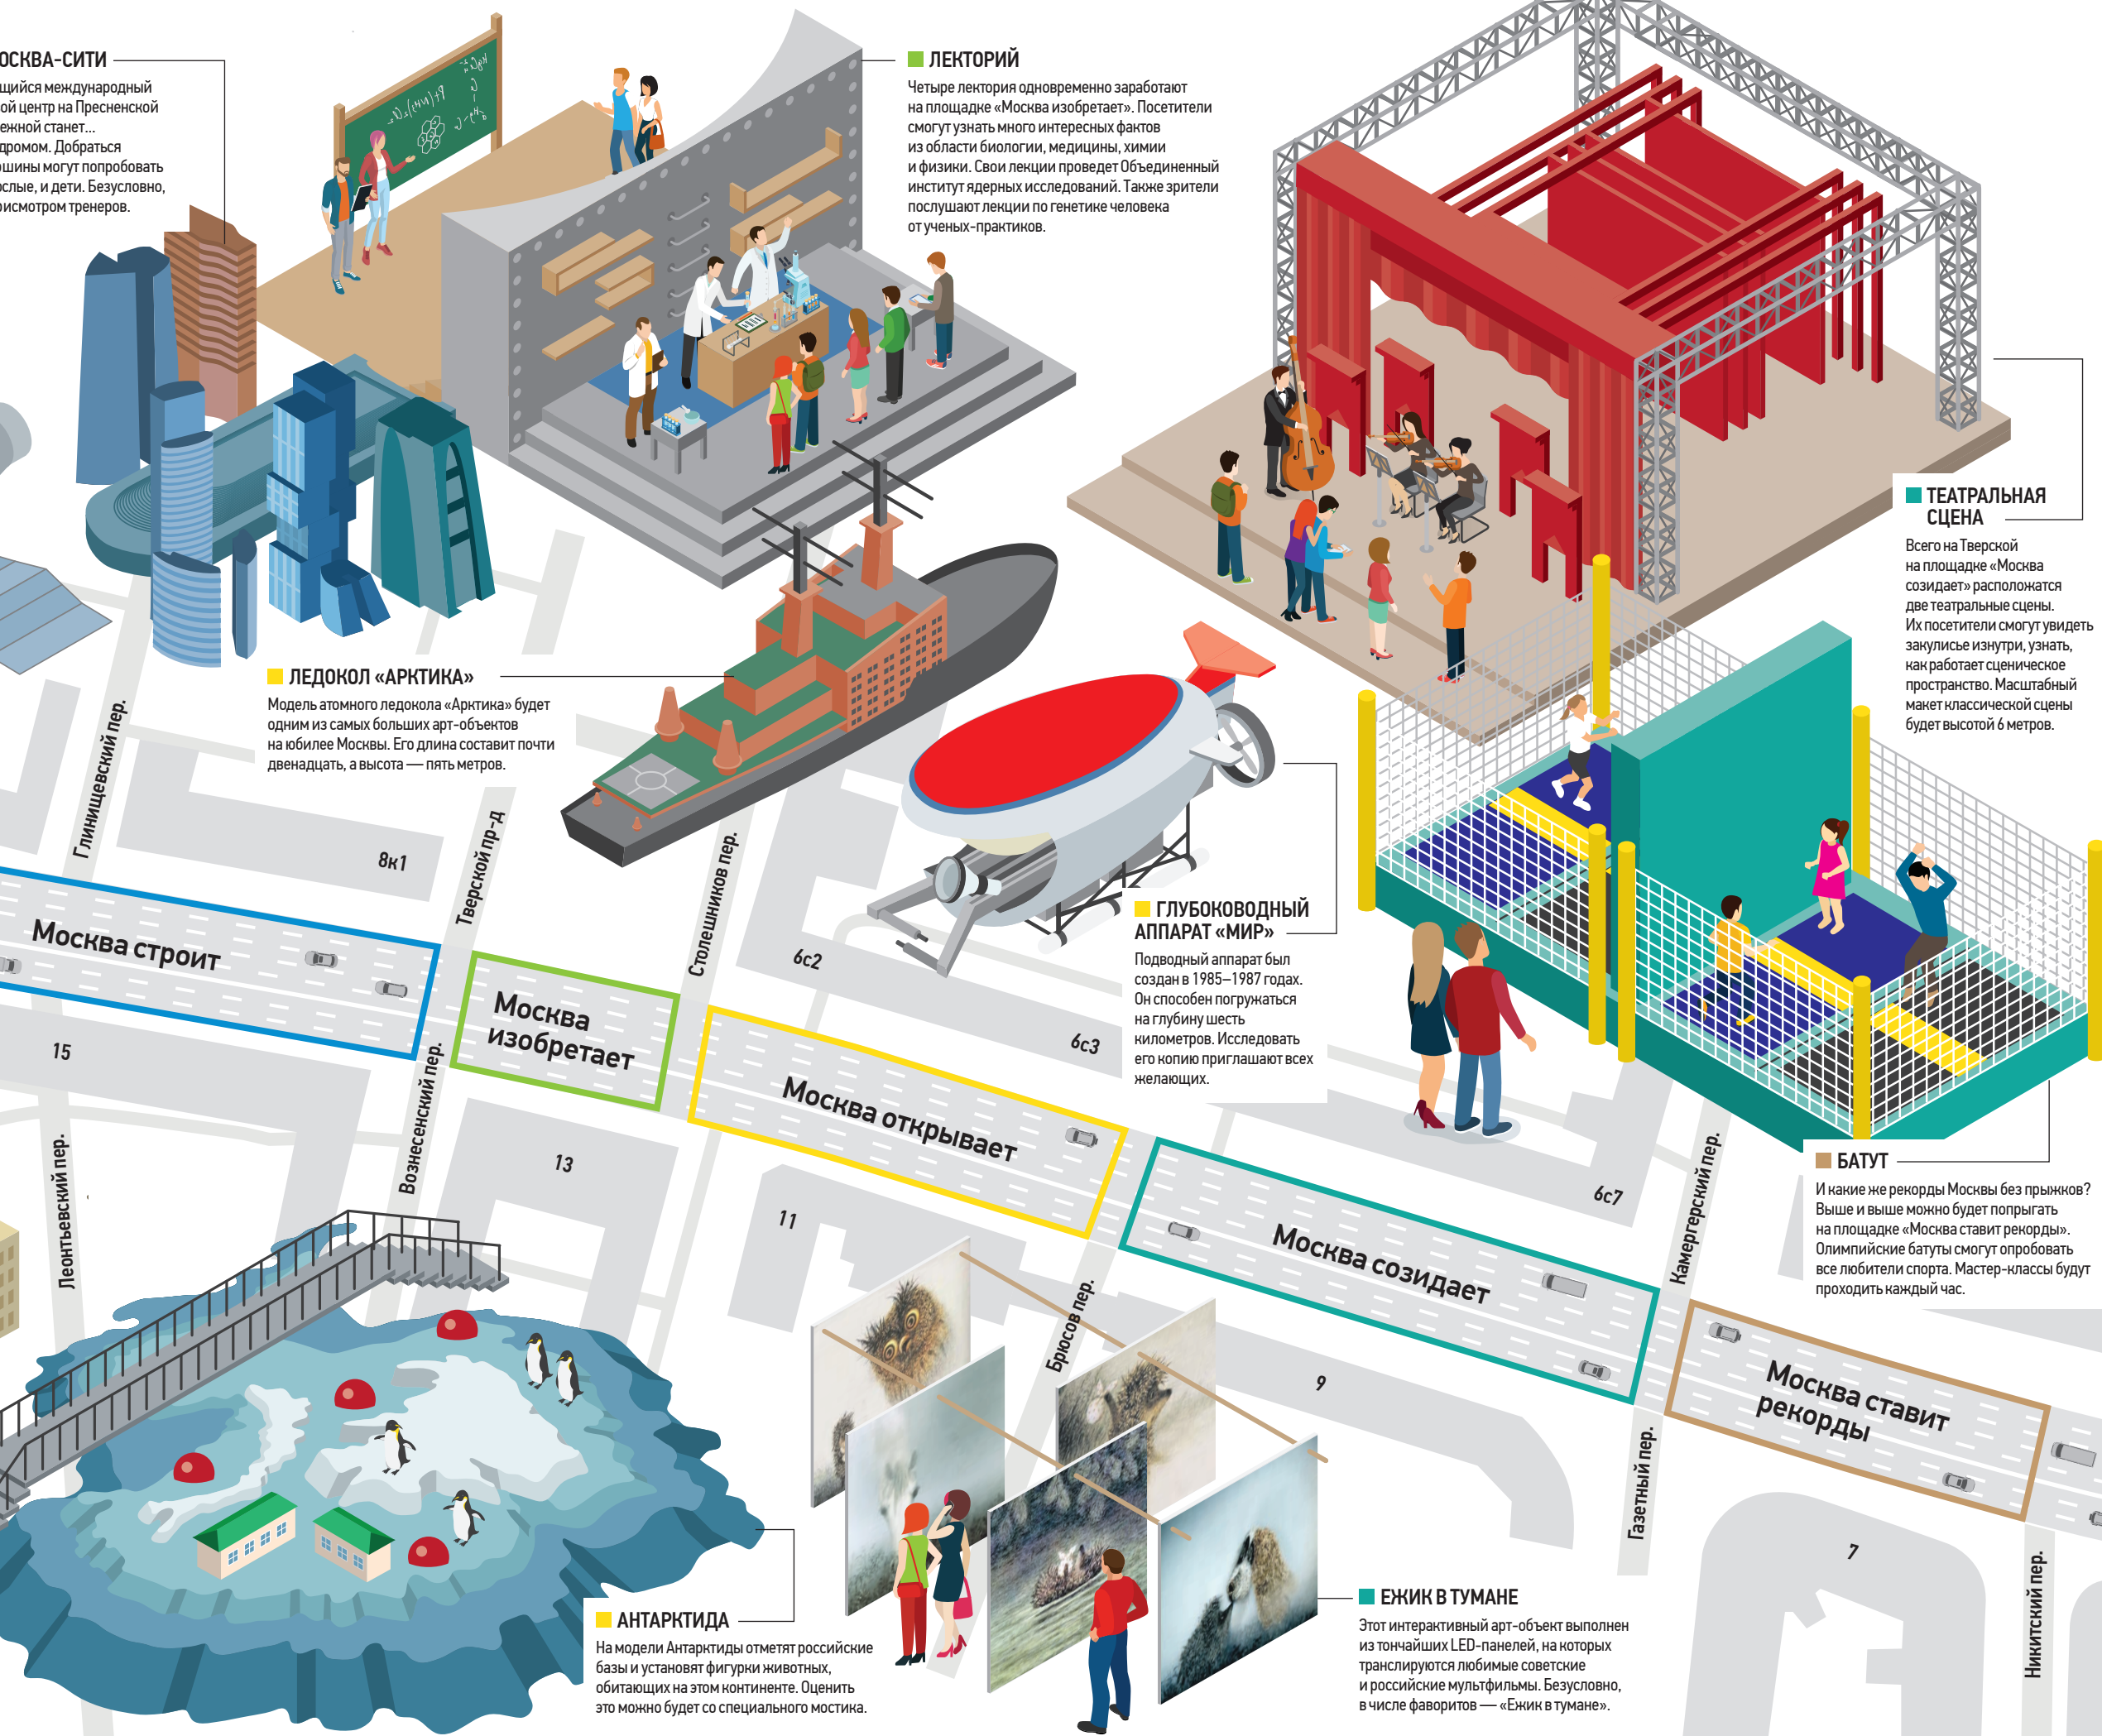 ОСКВА-СИТИ
щийся международный
вой центр на Пресненской
ежной станет...
дромом. Добраться
ршины могут попробовать
ослые, и дети. Безусловно,
рисмотром тренеров.
ЛЕКТОРИЙ
Четыре лектория одновременно заработают
на площадке «Москва изобретает». Посетители
смогут узнать много интересных фактов
из области биологии, медицины, химии
и физики. Свои лекции проведет Объединенный
институт ядерных исследований. Также зрители
послушают лекции по генетике человека
от ученых-практиков.
ТЕАТРАЛЬНАЯ
СЦЕНА
Всего на Тверской
на площадке «Москва
созидает» расположатся
две театральные сцены.
Их посетители смогут увидеть
закулисье изнутри, узнать,
как работает сценическое
пространство. Масштабный
макет классической сцены
будет высотой 6 метров.
ЛЕДОКОЛ «АРКТИКА»
Модель атомного ледокола «Арктика» будет
одним из самых больших арт-объектов
на юбилее Москвы. Его длина составит почти
двенадцать, а высота — пять метров.
Глинищевский пер.
8к1
Тверской пр-д
Столешников пер.
6с2
6с3
ГЛУБОКОВОДНЫЙ
АППАРАТ «МИР»
Подводный аппарат был
создан в 1985–1987 годах.
Он способен погружаться
на глубину шесть
километров. Исследовать
его копию приглашают всех
желающих.
Москва строит
Москва
изобретает
Москва открывает
Москва созидает
Москва ставит
рекорды
15
Леонтьевский пер.
Вознесенский пер.
13
11
Брюсов пер.
9
6с7
Камергерский пер.
БАТУТ
И какие же рекорды Москвы без прыжков?
Выше и выше можно будет попрыгать
на площадке «Москва ставит рекорды».
Олимпийские батуты смогут опробовать
все любители спорта. Мастер-классы будут
проходить каждый час.
Газетный пер.
7
Никитский пер.
АНТАРКТИДА
На модели Антарктиды отметят российские
базы и установят фигурки животных,
обитающих на этом континенте. Оценить
это можно будет со специального мостика.
ЕЖИК В ТУМАНЕ
Этот интерактивный арт-объект выполнен
из тончайших LED-панелей, на которых
транслируются любимые советские
и российские мультфильмы. Безусловно,
в числе фаворитов — «Ежик в тумане».